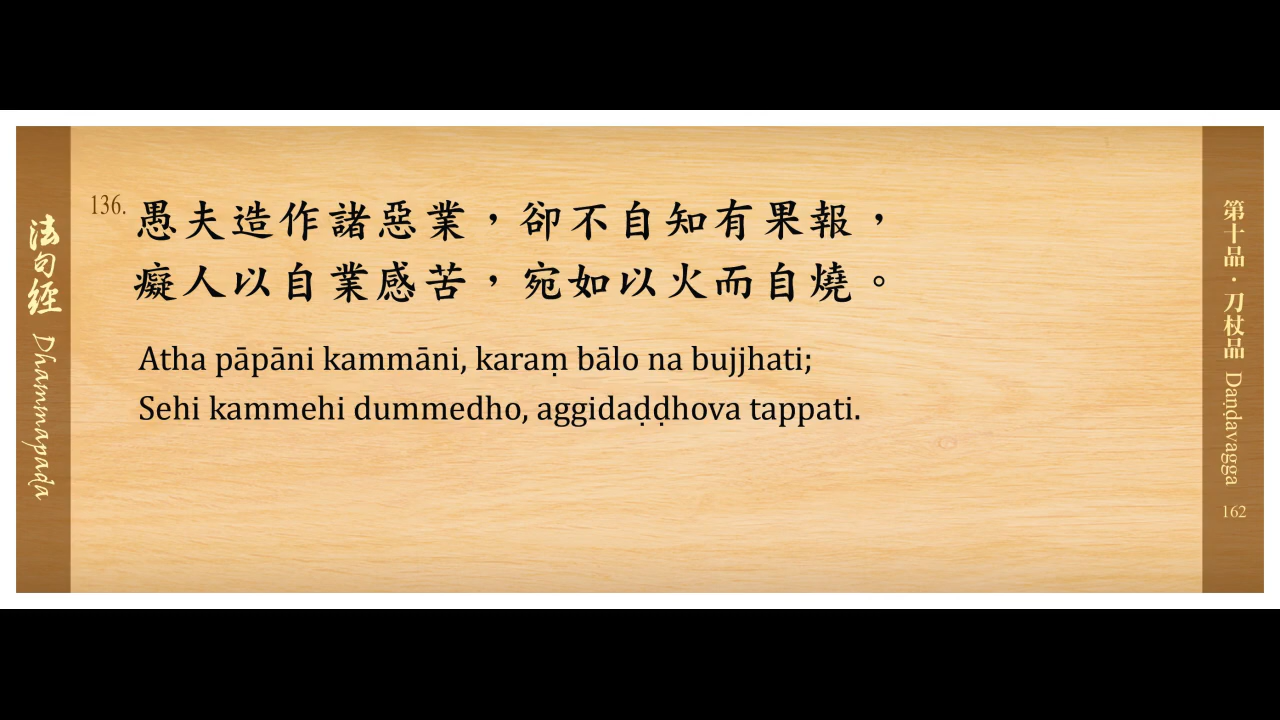 法句經 Dhammapada
136. 愚夫造作諸惡業，卻不自知有果報，
癡人以自業感苦，宛如以火而自燒。
Atha pāpāni kammāni, karaṃ bālo na bujjhati;
Sehi kammehi dummedho, aggidaḍḍhova tappati.
第十品．刀杖品 Daṇḍavagga 162